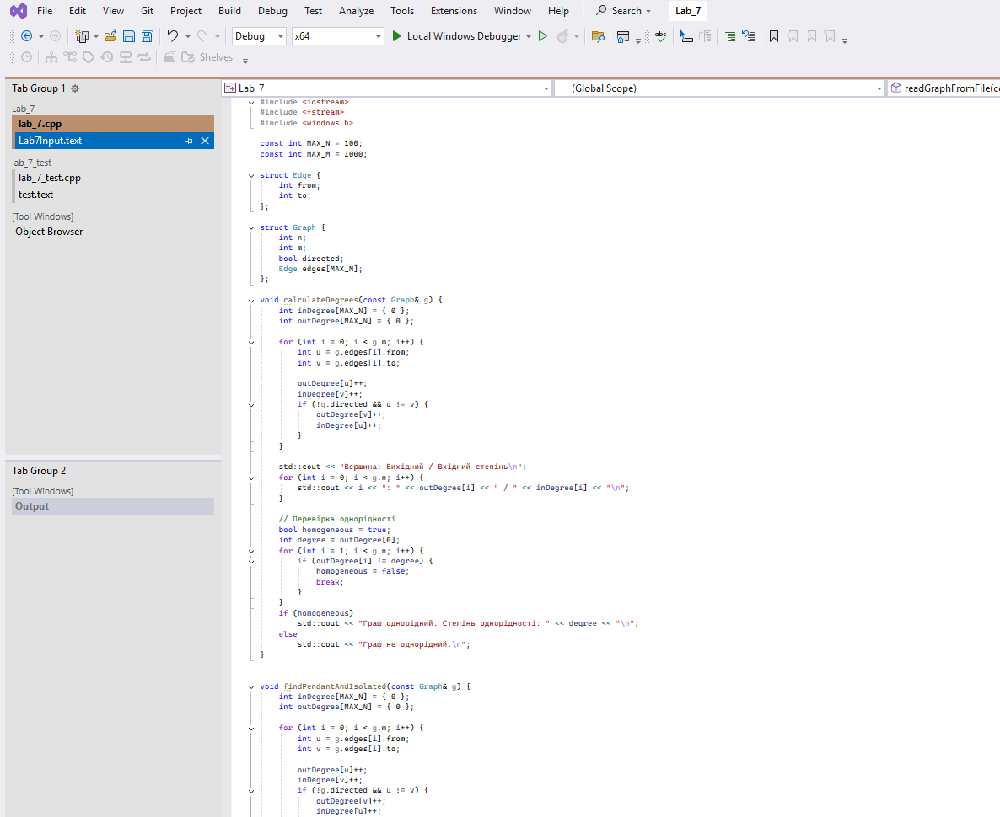 File Edit View Git Project Build Debug Test Analyze Tools Extensions Window Help Search Lab_7
Debug x64 Local Windows Debugger abc
Shelves
Tab Group 1
Lab_7
lab_7.cpp
Lab7Input.text
lab_7_test
lab_7_test.cpp
test.text
[Tool Windows]
Object Browser
Tab Group 2
[Tool Windows]
Output
Lab_7 (Global Scope) readGraphFromFile(co
#include <iostream>
#include <fstream>
#include <windows.h>
const int MAX_N = 100;
const int MAX_M = 1000;
struct Edge {
int from;
int to;
};
struct Graph {
int n;
int m;
bool directed;
Edge edges[MAX_M];
};
void calculateDegrees(const Graph& g) {
int inDegree[MAX_N] = { 0 };
int outDegree[MAX_N] = { 0 };
for (int i = 0; i < g.m; i++) {
int u = g.edges[i].from;
int v = g.edges[i].to;
outDegree[u]++;
inDegree[v]++;
if (!g.directed && u != v) {
outDegree[v]++;
inDegree[u]++;
}
}
std::cout << "Вершина: Вихідний / Вхідний степінь\n";
for (int i = 0; i < g.n; i++) {
std::cout << i << ": " << outDegree[i] << " / " << inDegree[i] << "\n";
}
// Перевірка однорідності
bool homogeneous = true;
int degree = outDegree[0];
for (int i = 1; i < g.n; i++) {
if (outDegree[i] != degree) {
homogeneous = false;
break;
}
}
if (homogeneous)
std::cout << "Граф однорідний. Степінь однорідності: " << degree << "\n";
else
std::cout << "Граф не однорідний.\n";
}
void findPendantAndIsolated(const Graph& g) {
int inDegree[MAX_N] = { 0 };
int outDegree[MAX_N] = { 0 };
for (int i = 0; i < g.m; i++) {
int u = g.edges[i].from;
int v = g.edges[i].to;
outDegree[u]++;
inDegree[v]++;
if (!g.directed && u != v) {
outDegree[v]++;
inDegree[u]++;